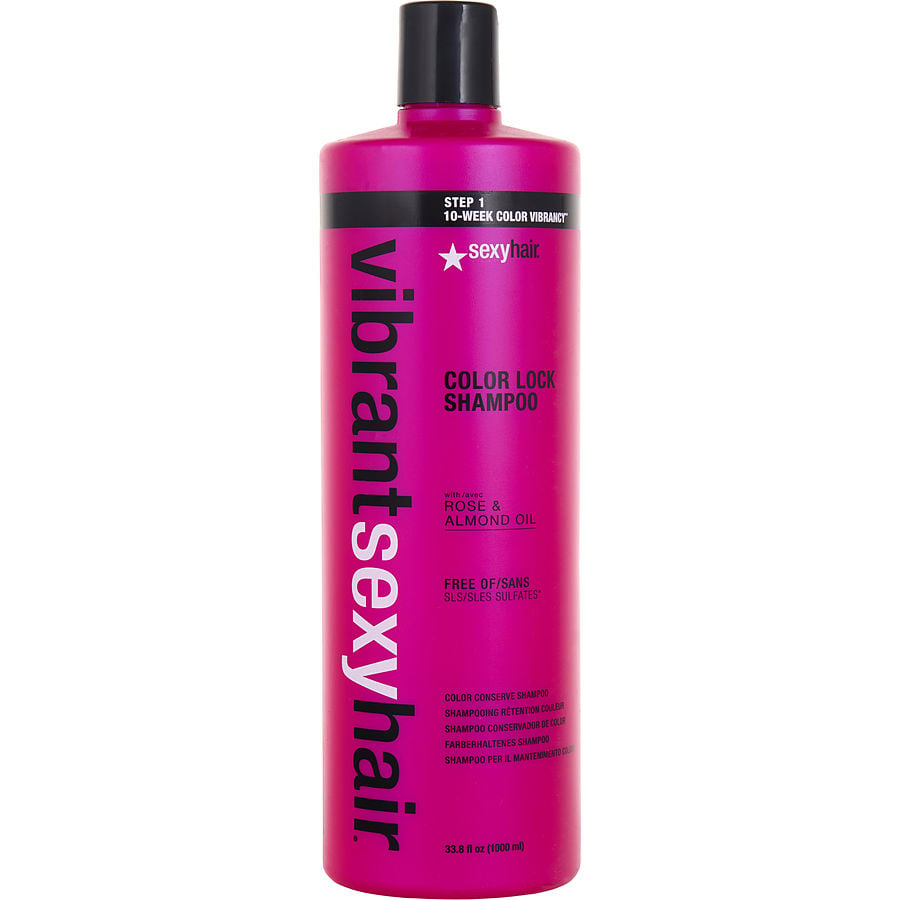 STEP 1
10-WEEK COLOR VIBRANCY™
sexyhair.
vibrantsexyhair®
COLOR LOCK
SHAMPOO
with/avec
ROSE &
ALMOND OIL
FREE OF/SANS
SLS/SLES SULFATES*
COLOR CONSERVE SHAMPOO
SHAMPOOING RÉTENTION COULEUR
SHAMPOO CONSERVADOR DE COLOR
FARBERHALTENES SHAMPOO
SHAMPOO PER IL MANTENIMENTO
33.8 fl oz (1000 ml)